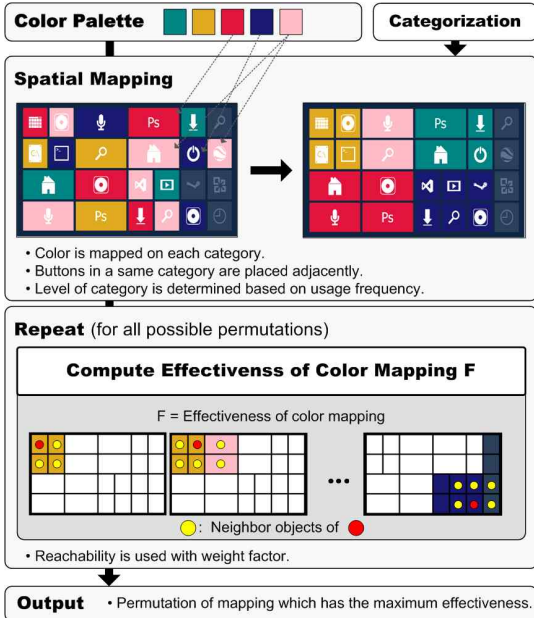 Color Palette
Categorization
Spatial Mapping
Ps
Ps
Ps
Ps
• Color is mapped on each category.
• Buttons in a same category are placed adjacently.
• Level of category is determined based on usage frequency.
Repeat (for all possible permutations)
Compute Effectivenss of Color Mapping F
F = Effectiveness of color mapping
•••
: Neighbor objects of
• Reachability is used with weight factor.
Output • Permutation of mapping which has the maximum effectiveness.